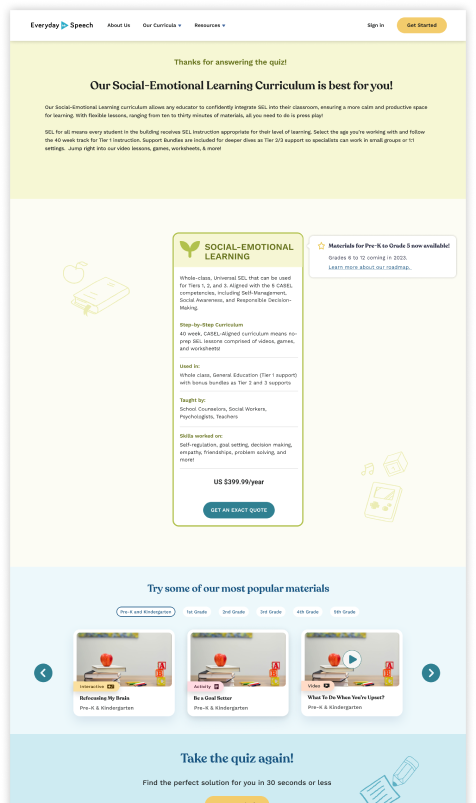 Everyday Speech
About Us
Our Curricula
Resources
Sign in
Get Started
Thanks for answering the quiz!
Our Social-Emotional Learning Curriculum is best for you!
Our Social-Emotional Learning curriculum allows any educator to confidently integrate SEL into their classroom, ensuring a more calm and productive space
for learning. With flexible lessons, ranging from ten to thirty minutes of materials, all you need to do is press play!
SEL for all means every student in the building receives SEL instruction appropriate for their level of learning. Select the age you're working with and follow
the 40 week track for Tier 1 instruction. Support Bundles are included for deeper dives as Tier 2/3 support so specialists can work in small groups or 1:1
settings. Jump right into our video lessons, games, worksheets, & more!
SOCIAL-EMOTIONAL
LEARNING
Whole-class, Universal SEL that can be used
for Tiers 1, 2, and 3. Aligned with the 5 CASEL
competencies, including Self-Management,
Social Awareness, and Responsible Decision-
Making.
Step-by-Step Curriculum
40 week, CASEL-Aligned curriculum means no-
prep SEL lessons comprised of videos, games,
and worksheets!
Used in:
Whole class, General Education (Tier 1 support)
with bonus bundles as Tier 2 and 3 supports
Taught by:
School Counselors, Social Workers,
Psychologists, Teachers
Skills worked on:
Self-regulation, goal setting, decision making,
empathy, friendships, problem solving, and
more!
US $399.99/year
GET AN EXACT QUOTE
Materials for Pre-K to Grade 5 now available!
Grades 6 to 12 coming in 2023.
Learn more about our roadmap.
Try some of our most popular materials
Pre-K and Kindergarten
1st Grade
2nd Grade
3rd Grade
4th Grade
5th Grade
Interactive
Refocusing My Brain
Pre-K & Kindergarten
Activity
Be a Goal Getter
Pre-K & Kindergarten
Video
What To Do When You're Upset?
Pre-K & Kindergarten
Take the quiz again!
Find the perfect solution for you in 30 seconds or less